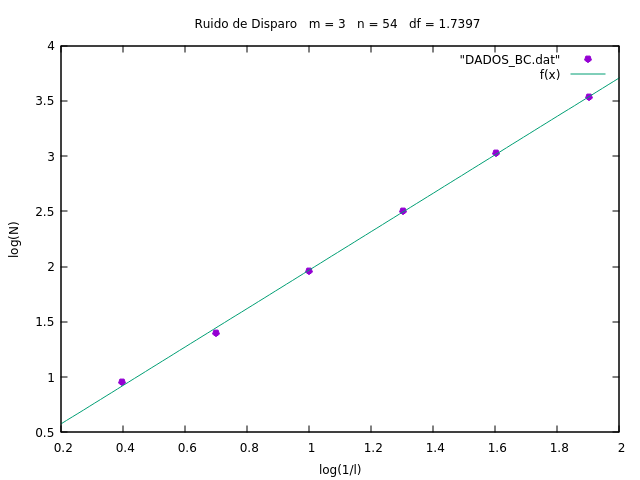 Ruido de Disparo m = 3 n = 54 df = 1.7397
4
3.5
3
2.5
2
1.5
1
0.5
0.2 0.4 0.6 0.8 1 1.2 1.4 1.6 1.8 2
log(N)
log(1/l)
"DADOS_BC.dat"
f(x)